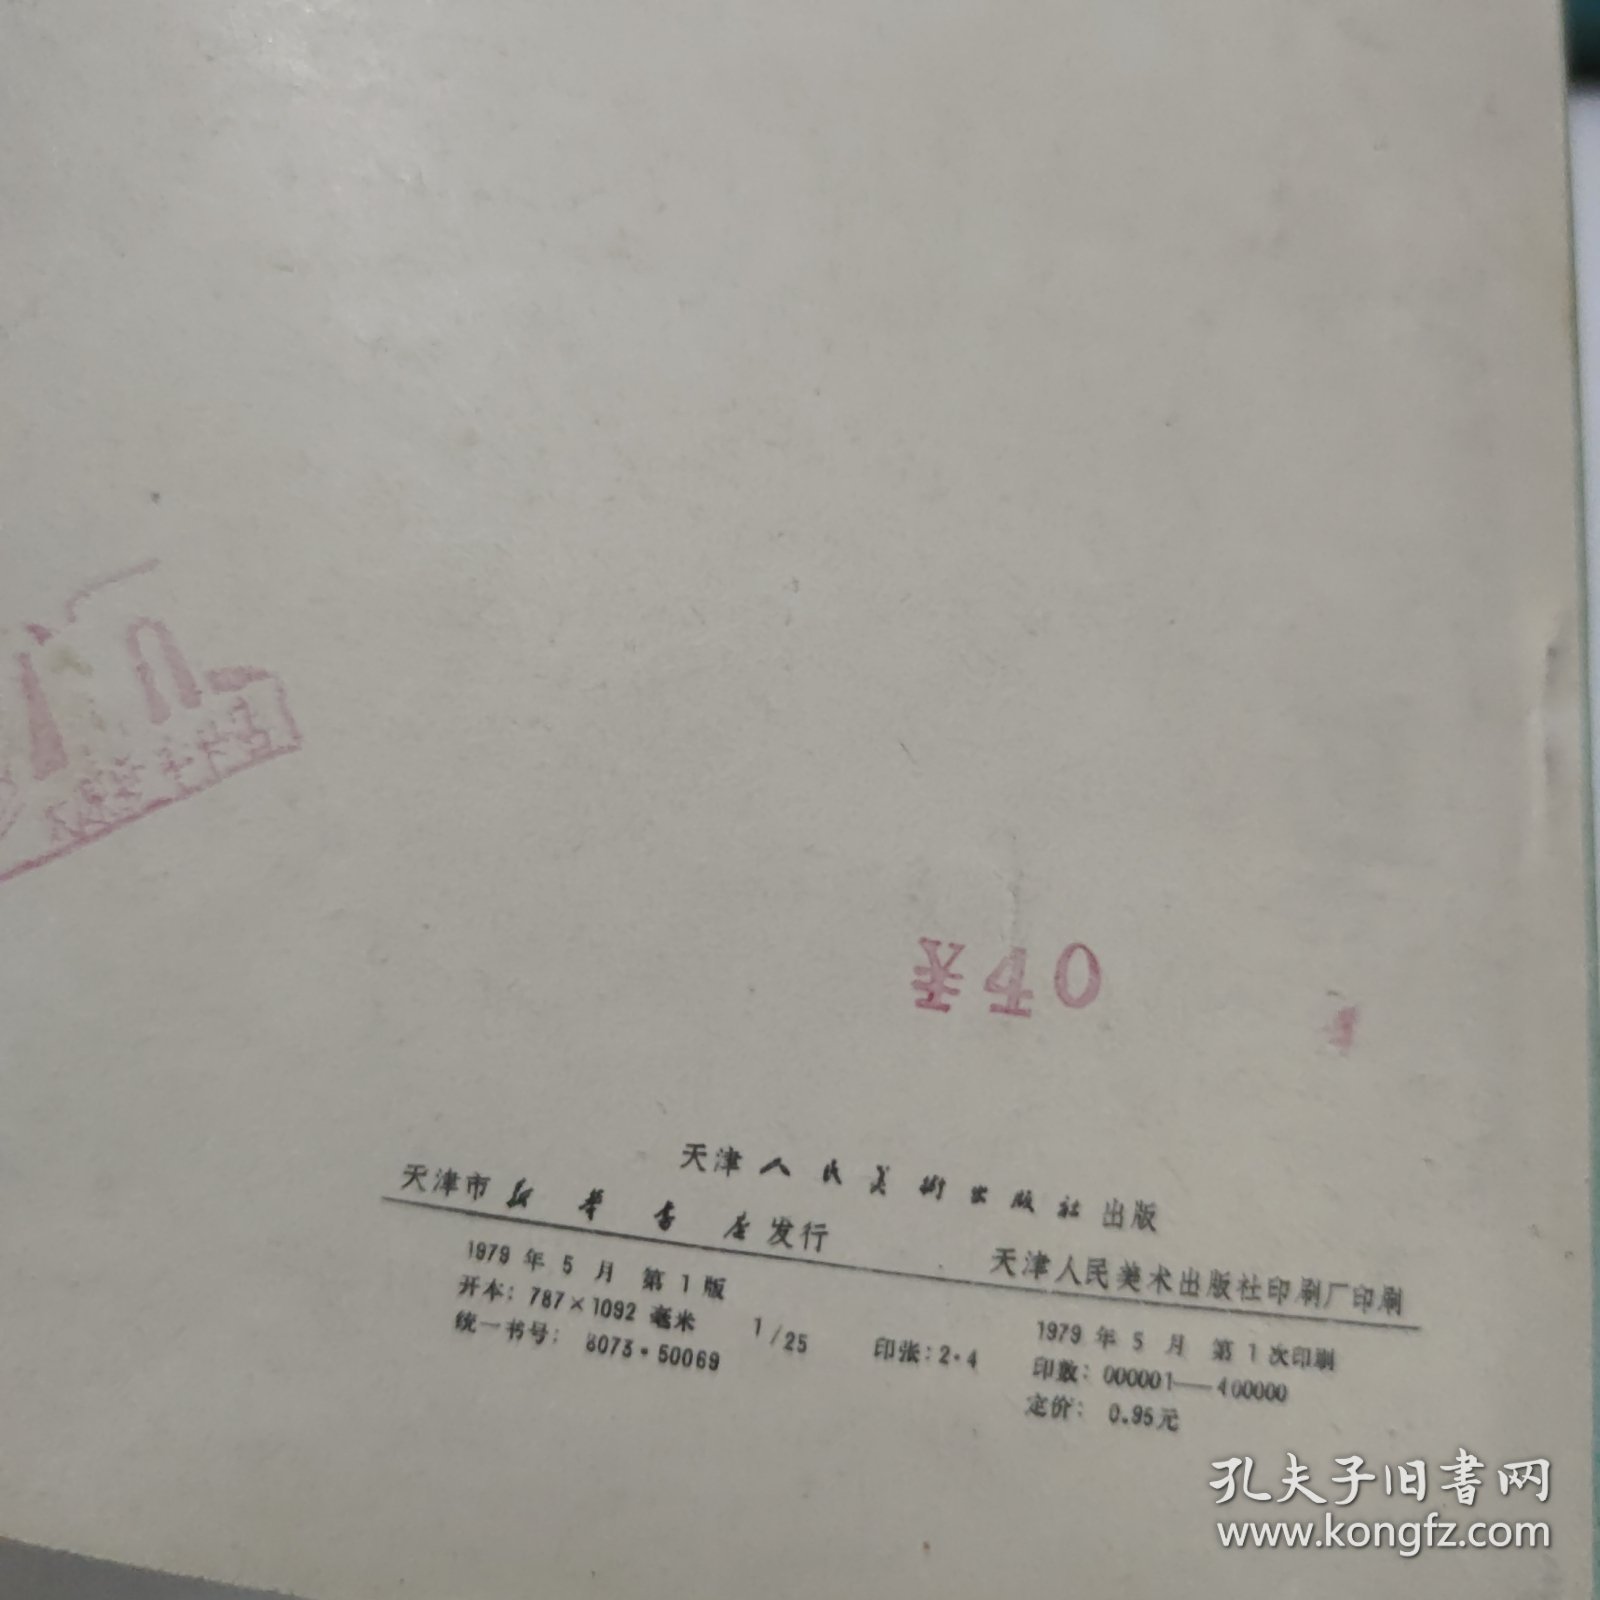 天津人民美術出版社出版
天津市新华书店发行
天津人民美术出版社印刷厂印刷
1979年5月 第1版
1979年5月 第1次印刷
开本：787×1092毫米 1/25 印张：2·4
印数：000001—400000
统一书号：8073·50069
定价：0.95元
孔夫子旧書网
www.kongfz.com